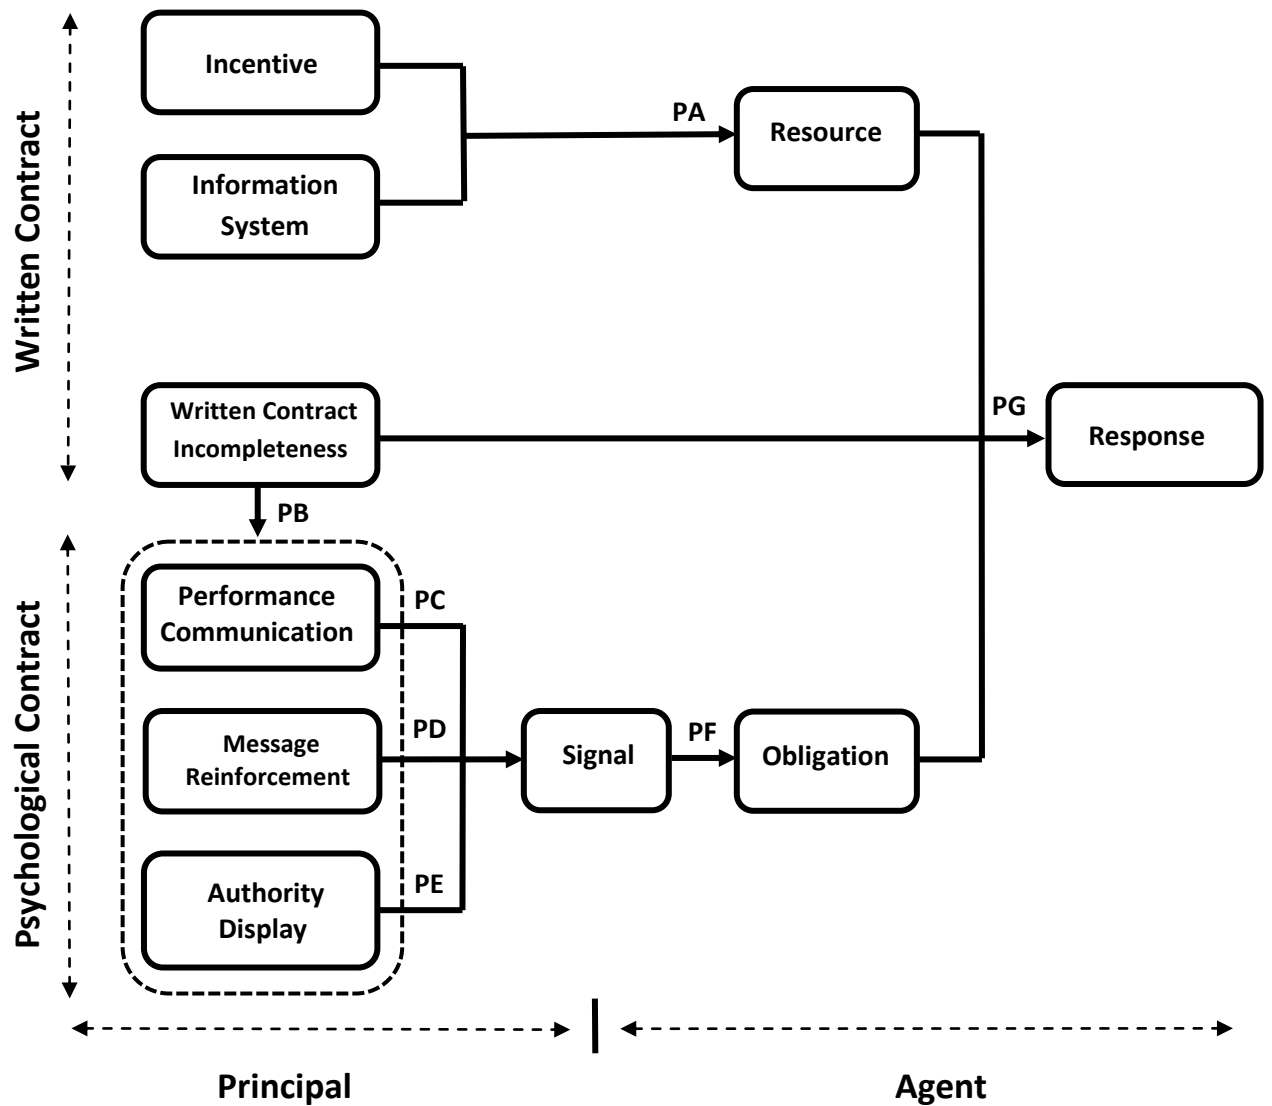 Written Contract
Incentive
Information
System
PA
Resource
Written Contract
Incompleteness
PG
Response
PB
Psychological Contract
Performance
Communication
PC
Message
Reinforcement
PD
Signal
PF
Obligation
Authority
Display
PE
Principal
Agent